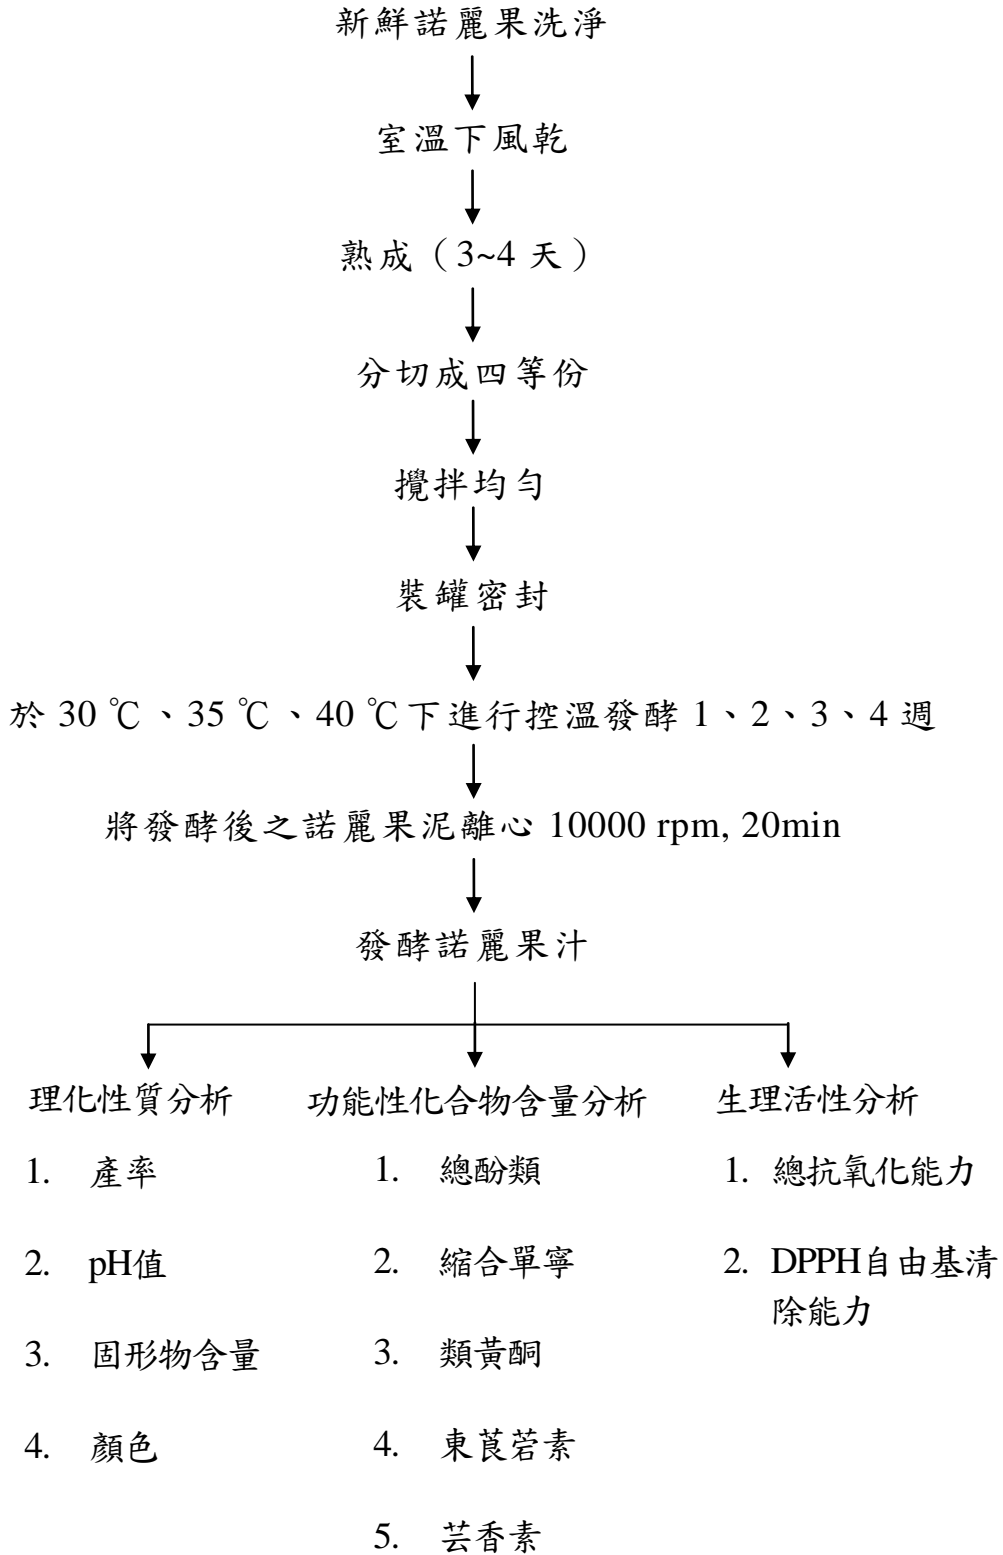 新鮮諾麗果洗淨
室溫下風乾
熟成（3~4 天）
分切成四等份
攪拌均勻
裝罐密封
於 30 ℃、35 ℃、40 ℃下進行控溫發酵 1、2、3、4 週
將發酵後之諾麗果泥離心 10000 rpm, 20min
發酵諾麗果汁
理化性質分析
1. 產率
2. pH值
3. 固形物含量
4. 顏色
功能性化合物含量分析
1. 總酚類
2. 縮合單寧
3. 類黃酮
4. 東莨菪素
5. 芸香素
生理活性分析
1. 總抗氧化能力
2. DPPH自由基清
除能力